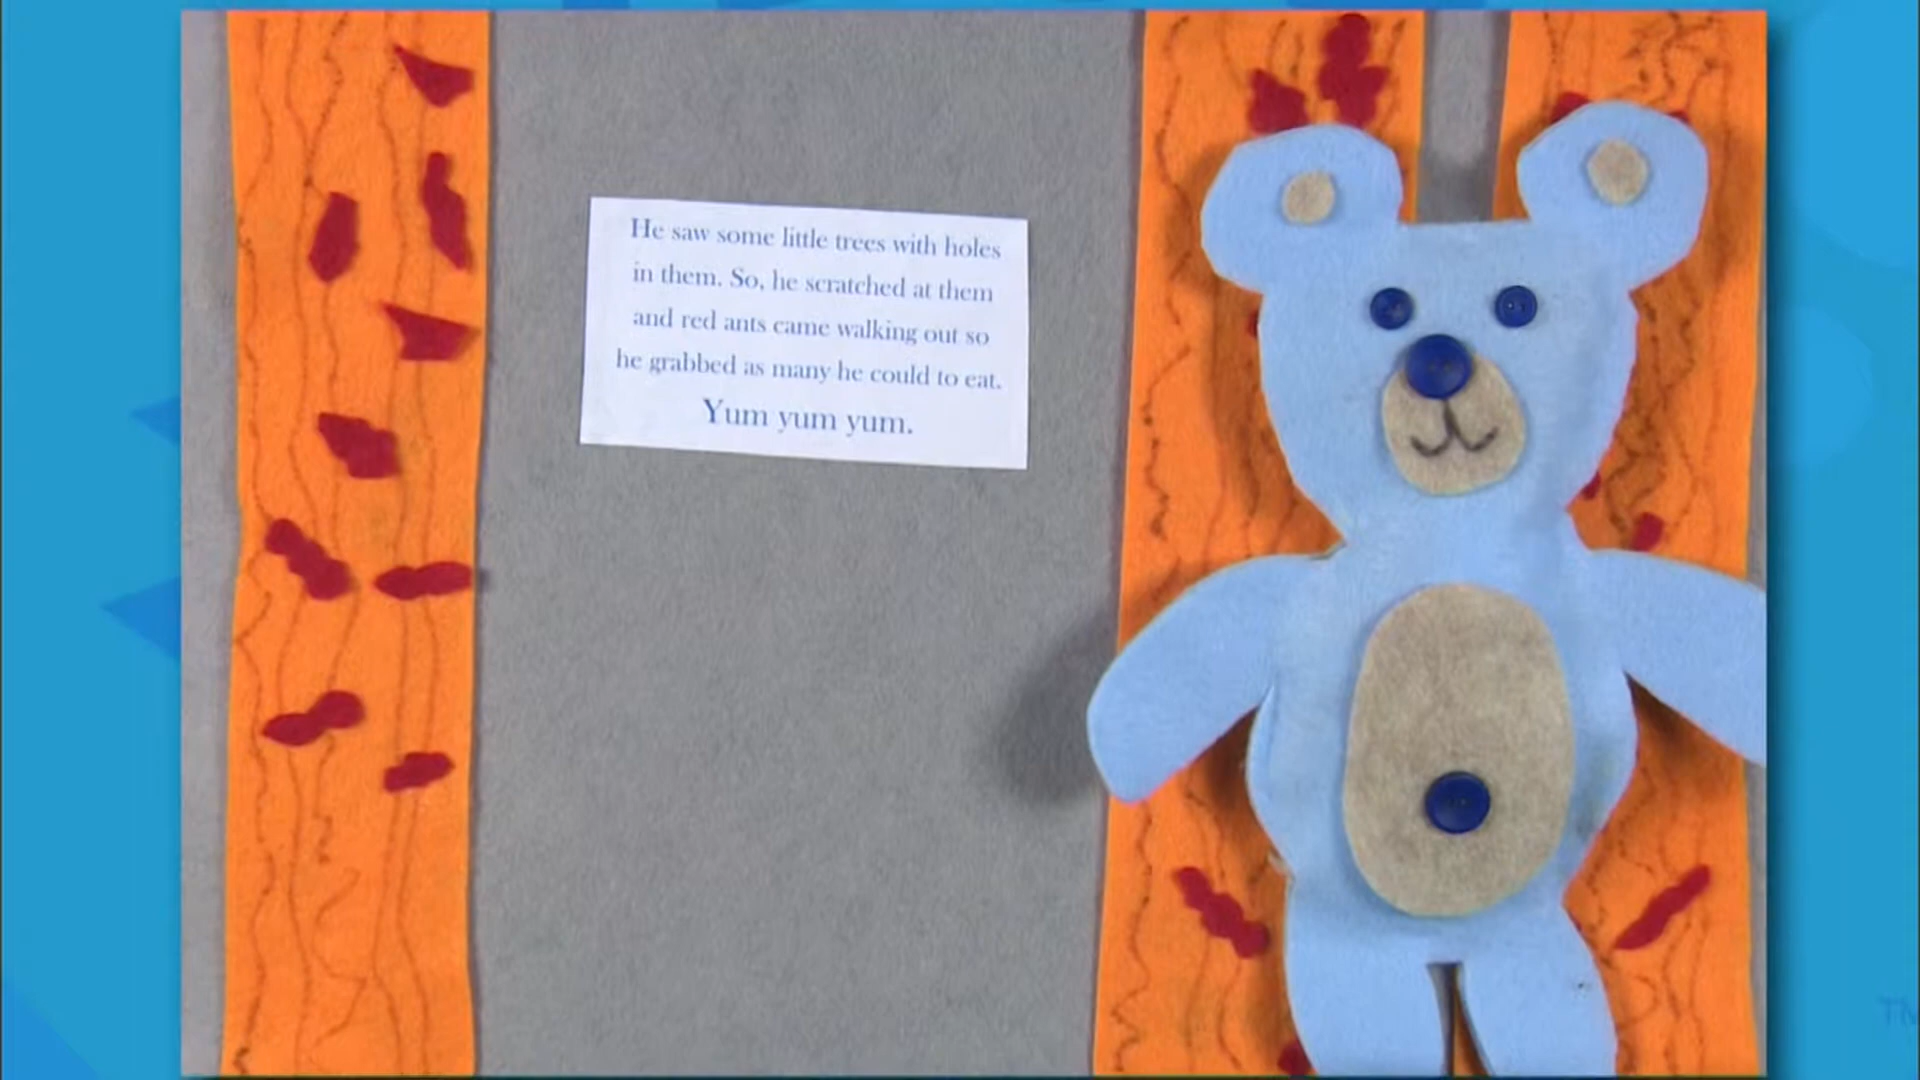 He saw some little trees with holes
in them. So, he scratched at them
and red ants came walking out so
he grabbed as many he could to eat.
Yum yum yum.
TM